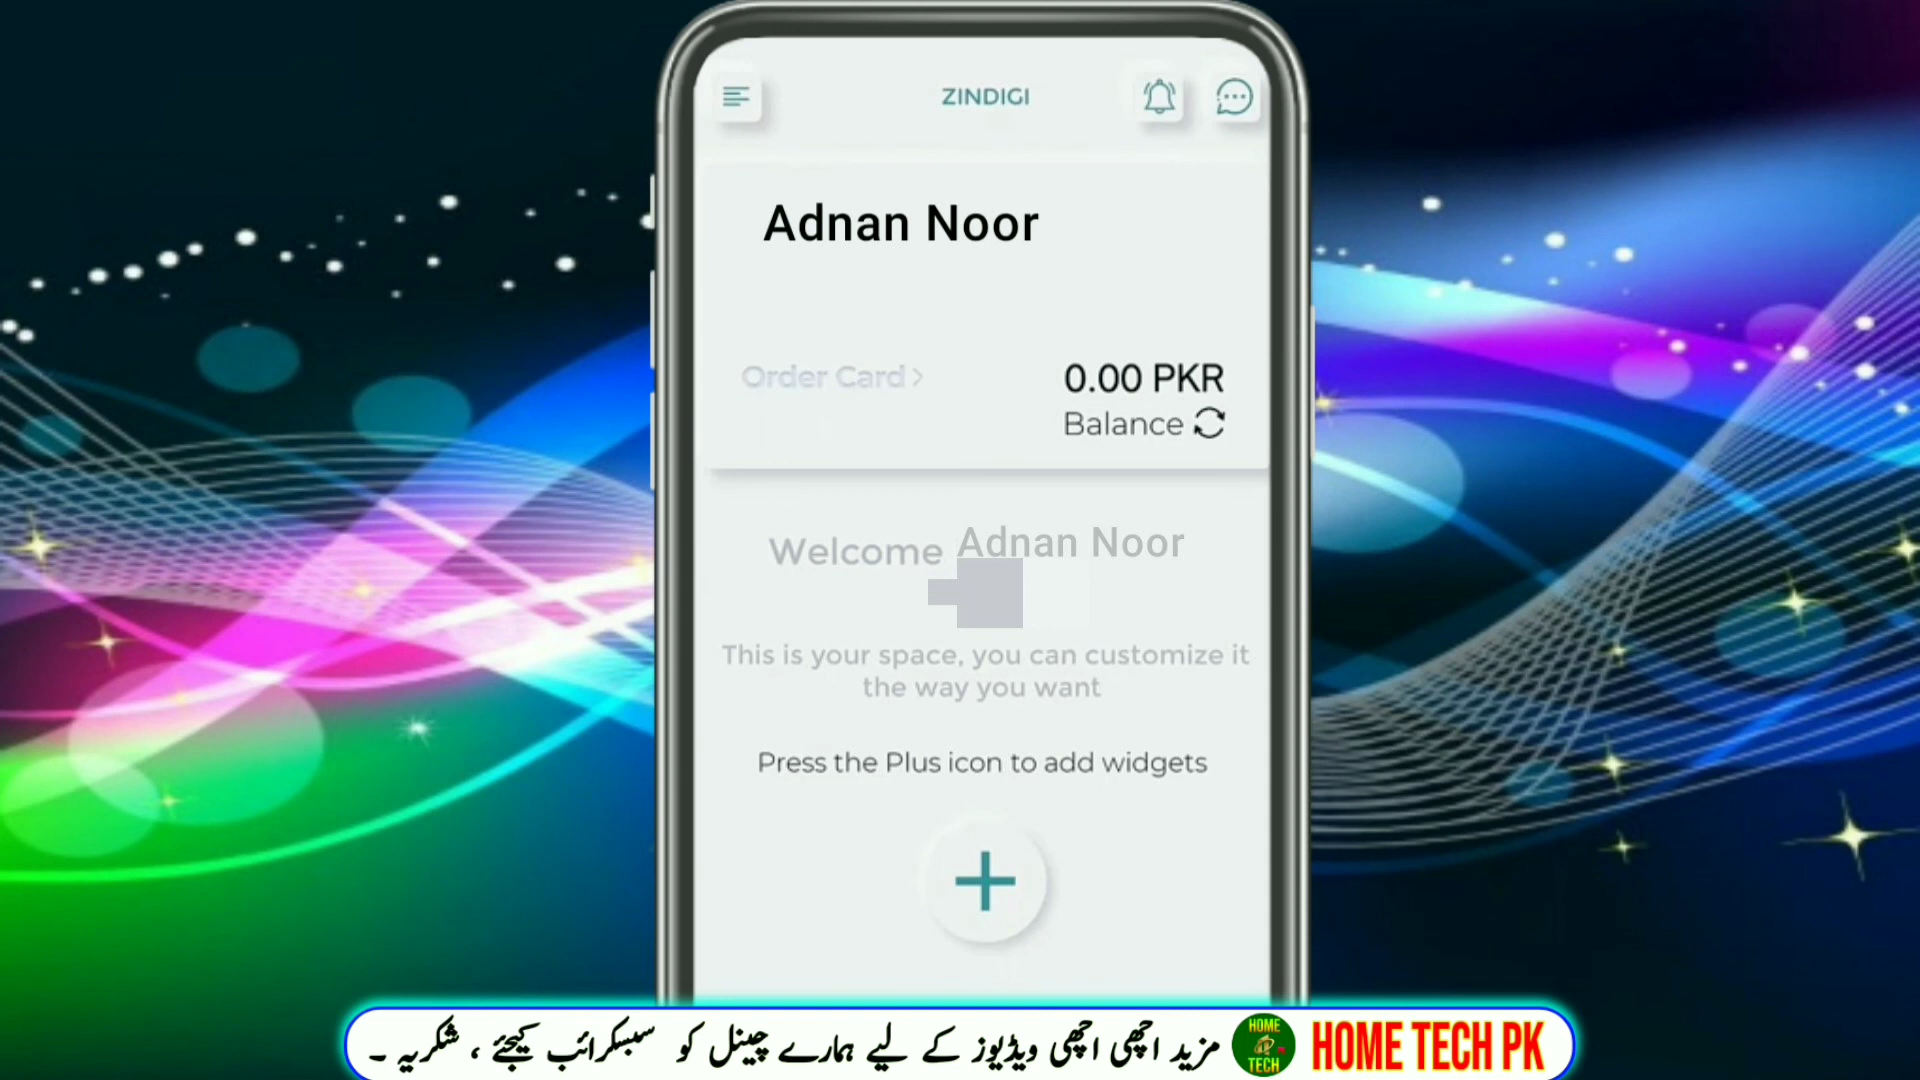 ZINDIGI
Adnan Noor
Order Card >
0.00 PKR
Balance
Welcome Adnan Noor
This is your space, you can customize it
the way you want
Press the Plus icon to add widgets
مزید اچھی اچھی ویڈیوز کے لیے ہمارے چینل کو سبسکرائب کیجئے ، شکریہ ۔
HOME
TECH
HOME TECH PK